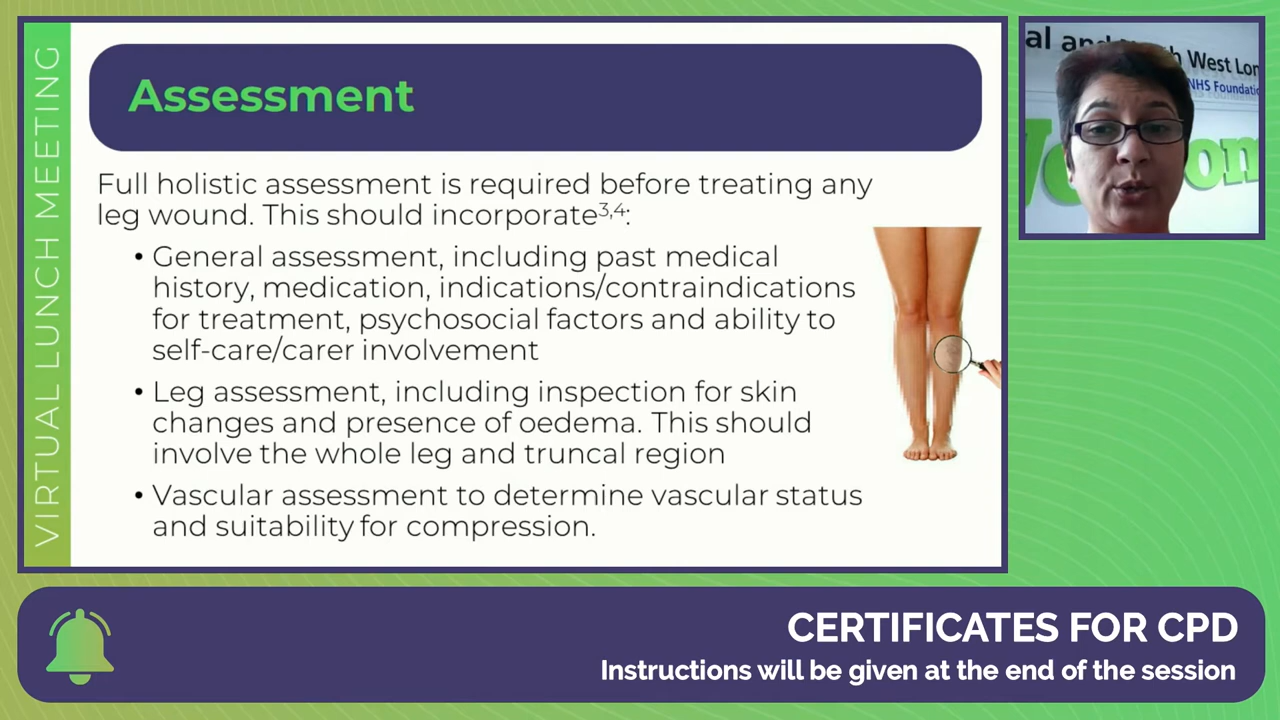 VIRTUAL LUNCH MEETING
Assessment
Full holistic assessment is required before treating any
leg wound. This should incorporate3,4:
• General assessment, including past medical
history, medication, indications/contraindications
for treatment, psychosocial factors and ability to
self-care/carer involvement
• Leg assessment, including inspection for skin
changes and presence of oedema. This should
involve the whole leg and truncal region
• Vascular assessment to determine vascular status
and suitability for compression.
West Lon
NHS Foundatio
CERTIFICATES FOR CPD
Instructions will be given at the end of the session